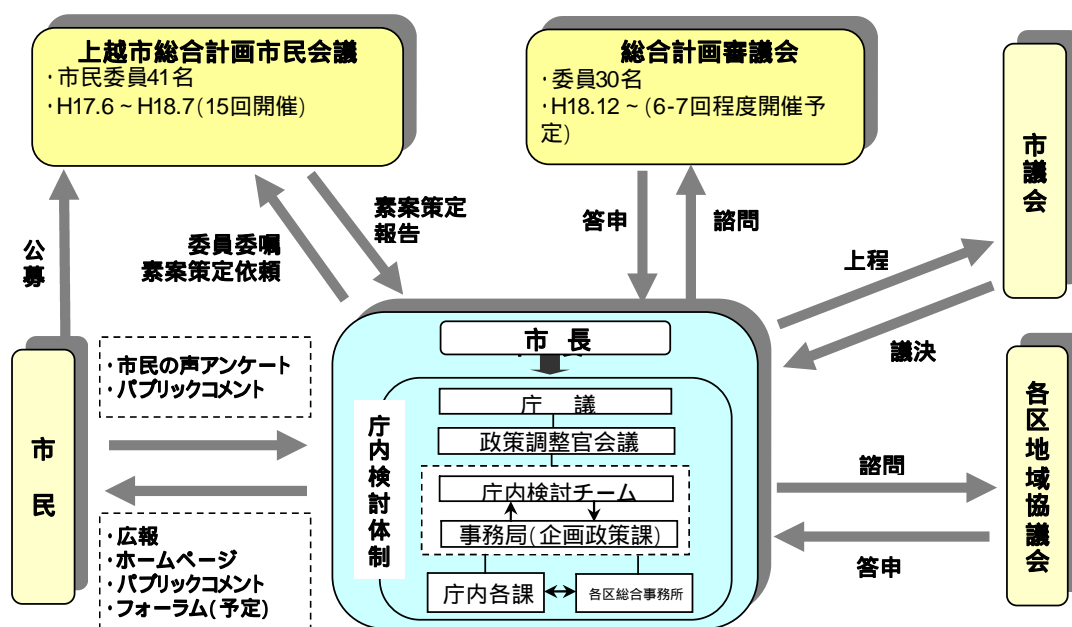 上越市総合計画市民会議
・市民委員41名
・H17.6～H18.7(15回開催)
総合計画審議会
・委員30名
・H18.12～(6-7回程度開催予
定)
市議会
公募
委員委嘱
素案策定依頼
素案策定
報告
答申
諮問
上程
議決
市民
・市民の声アンケート
・パブリックコメント
・広報
・ホームページ
・パブリックコメント
・フォーラム(予定)
市長
庁内検討体制
庁議
政策調整官会議
庁内検討チーム
事務局(企画政策課)
庁内各課
各区総合事務所
諮問
答申
各区地域協議会